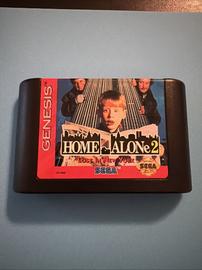 GENESIS
HOME ALONe 2
LOST IN NEW YORK
SEGA